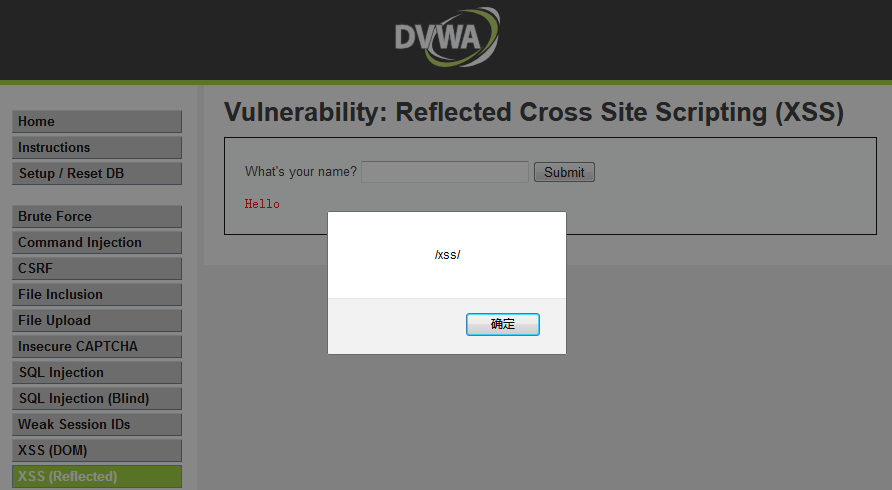 DVWA
Home
Instructions
Setup / Reset DB
Brute Force
Command Injection
CSRF
File Inclusion
File Upload
Insecure CAPTCHA
SQL Injection
SQL Injection (Blind)
Weak Session IDs
XSS (DOM)
XSS (Reflected)
Vulnerability: Reflected Cross Site Scripting (XSS)
What's your name? Submit
Hello
/xss/
确定